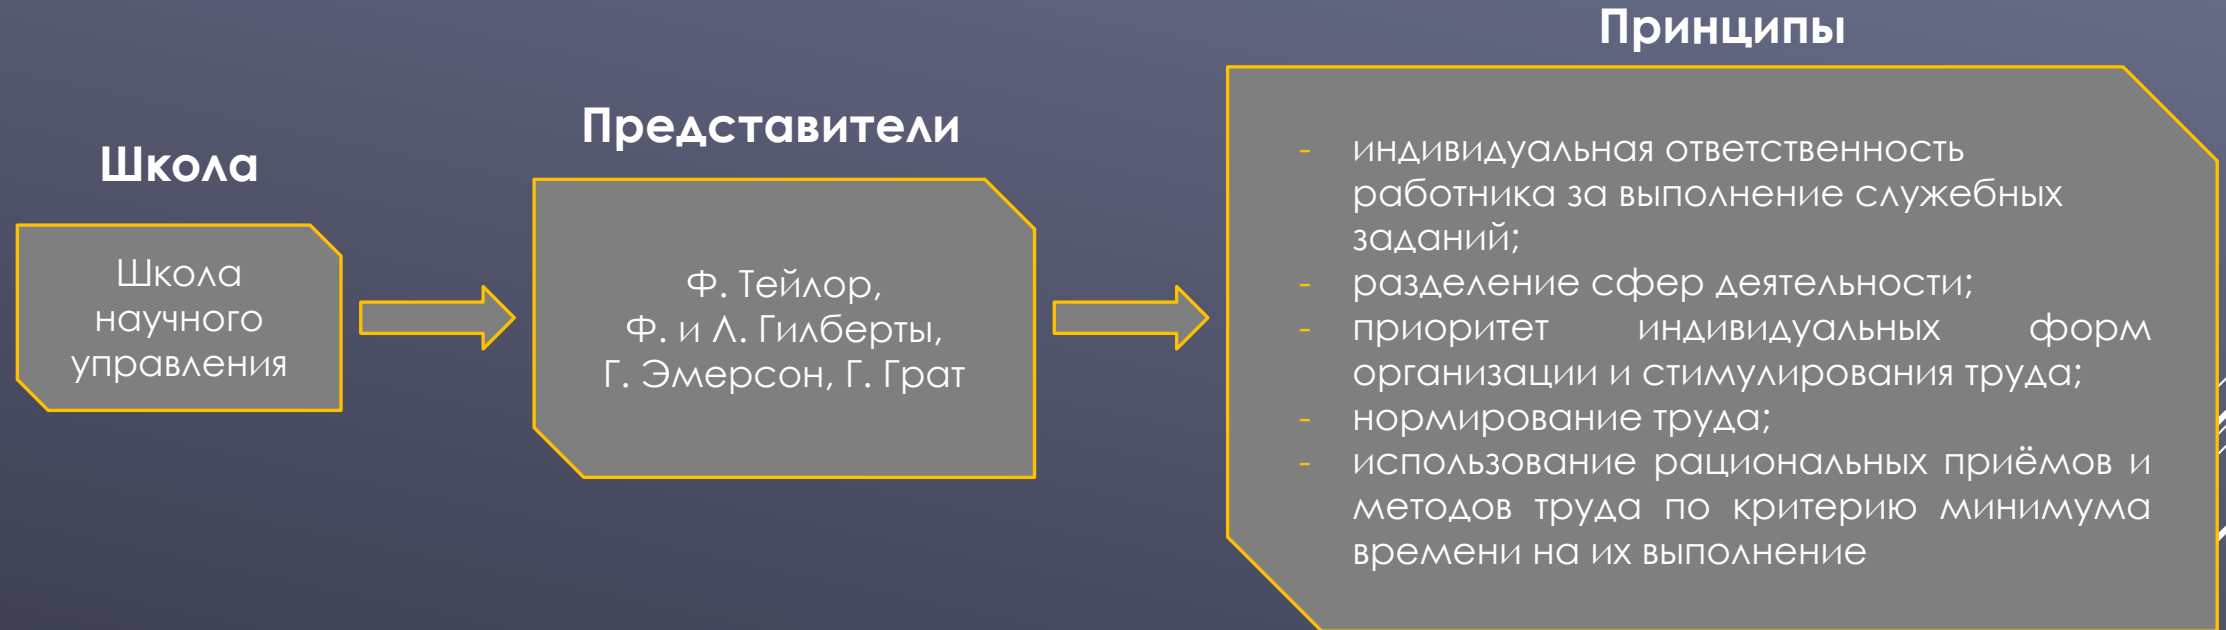 Школа
Школа
научного
управления
Представители
Ф. Тейлор,
Ф. и Л. Гилберты,
Г. Эмерсон, Г. Грат
Принципы
- индивидуальная ответственность
работника за выполнение служебных
заданий;
- разделение сфер деятельности;
- приоритет индивидуальных форм
организации и стимулирования труда;
- нормирование труда;
- использование рациональных приёмов и
методов труда по критерию минимума
времени на их выполнение